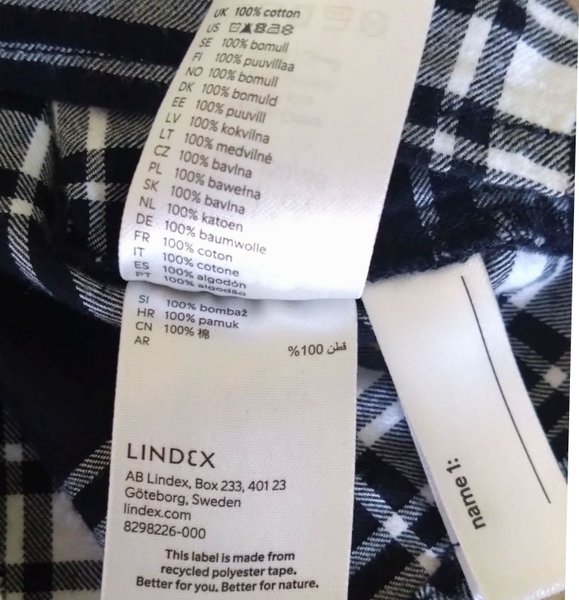 UK 100% cotton
US
SE 100% bomull
FI 100% puuvillaa
NO 100% bomull
DK 100% bomuld
EE 100% puuvill
LV 100% kokvilna
LT 100% medvilnė
CZ 100% bavlna
PL 100% bawełna
SK 100% bavlna
NL 100% katoen
DE 100% baumwolle
FR 100% coton
IT 100% cotone
ES 100% algodón
PT 100% algodão
SI 100% bombaž
HR 100% pamuk
CN 100% 棉
AR قطن 100%
LINDEX
AB Lindex, Box 233, 401 23
Göteborg, Sweden
lindex.com
8298226-000
This label is made from
recycled polyester tape.
Better for you. Better for nature.
name 1: